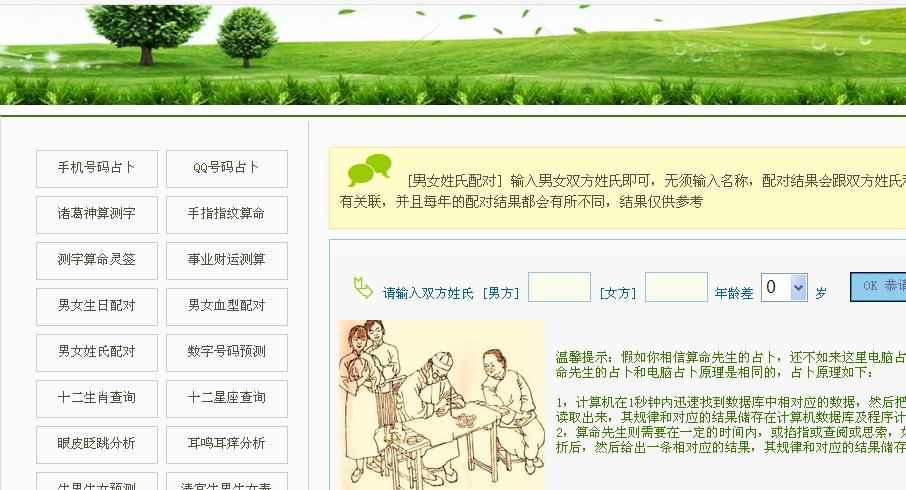 手机号码占卜
QQ号码占卜
诸葛神算测字
手指指纹算命
测字算命灵签
事业财运测算
男女生日配对
男女血型配对
男女姓氏配对
数字号码预测
十二生肖查询
十二星座查询
眼皮眨跳分析
耳鸣耳痒分析
生男生女预测
清宫生男生女表
[男女姓氏配对] 输入男女双方姓氏即可，无须输入名称，配对结果会跟双方姓氏
有关联，并且每年的配对结果都会有所不同，结果仅供参考
请输入双方姓氏 [男方] [女方] 年龄差 0 岁 OK 恭请
温馨提示：假如你相信算命先生的占卜，还不如来这里电脑占
命先生的占卜和电脑占卜原理是相同的，占卜原理如下：
1，计算机在1秒钟内迅速找到数据库中相对应的数据，然后把
读取出来，其规律和对应的结果储存在计算机数据库及程序计
2，算命先生则需要在一定的时间内，或掐指或查阅或思索，如
折后，然后给出一条相对应的结果，其规律和对应的结果储存